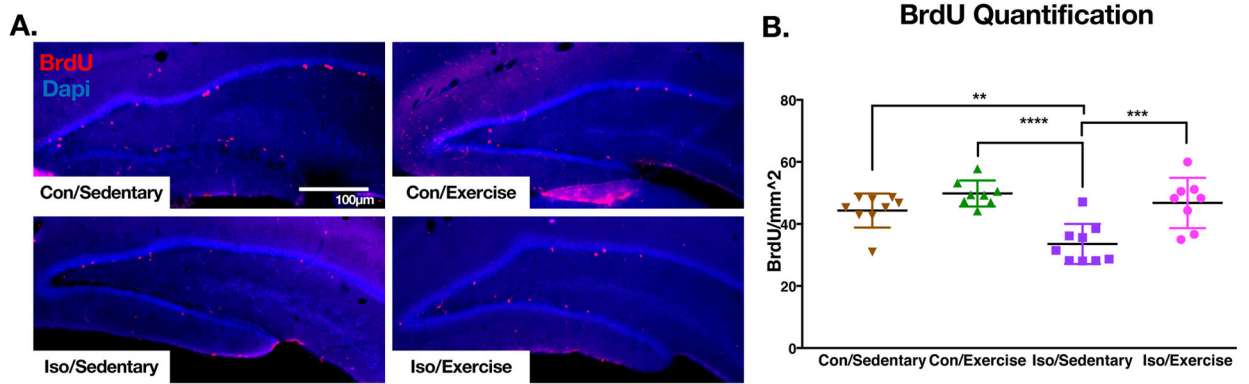 A.
BrdU
Dapi
Con/Sedentary
100µm
Con/Exercise
Iso/Sedentary
Iso/Exercise
B.
BrdU Quantification
BrdU/mm^2
80
60
40
20
0
**
****
***
Con/Sedentary Con/Exercise Iso/Sedentary Iso/Exercise